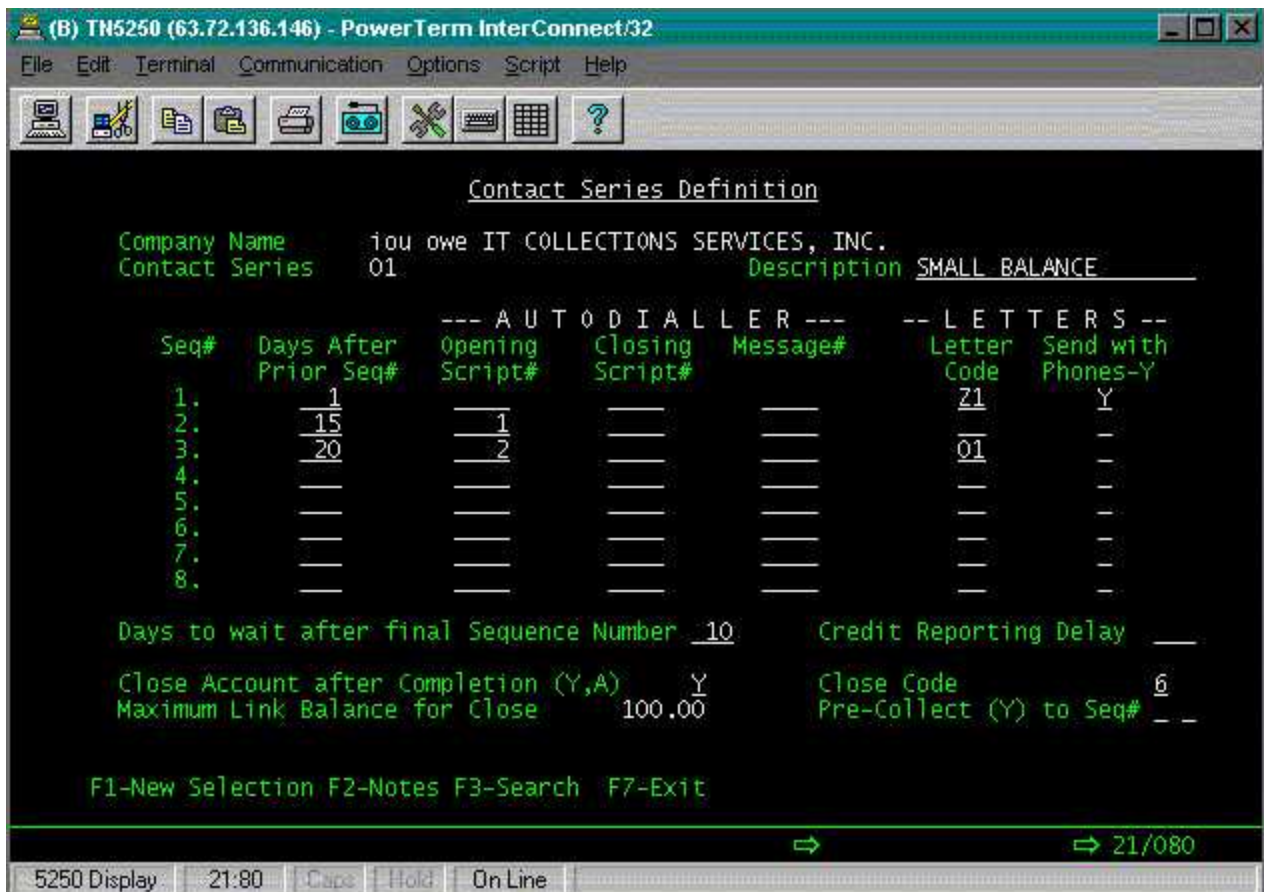 (B) TN5250 (63.72.136.146) - PowerTerm InterConnect/32
File Edit Terminal Communication Options Script Help
Contact Series Definition
Company Name iou owe IT COLLECTIONS SERVICES, INC.
Contact Series 01 Description SMALL BALANCE
--- A U T O D I A L L E R --- -- L E T T E R S --
Seq# Days After Opening Closing Message# Letter Send with
Prior Seq# Script# Script# Code Phones-Y
1. 1 Z1 Y
2. 15 1
3. 20 2 01
4.
5.
6.
7.
8.
Days to wait after final Sequence Number 10 Credit Reporting Delay
Close Account after Completion (Y,A) Y Close Code 6
Maximum Link Balance for Close 100.00 Pre-Collect (Y) to Seq#
F1-New Selection F2-Notes F3-Search F7-Exit
21/080
5250 Display 21:80 Caps Hold On Line